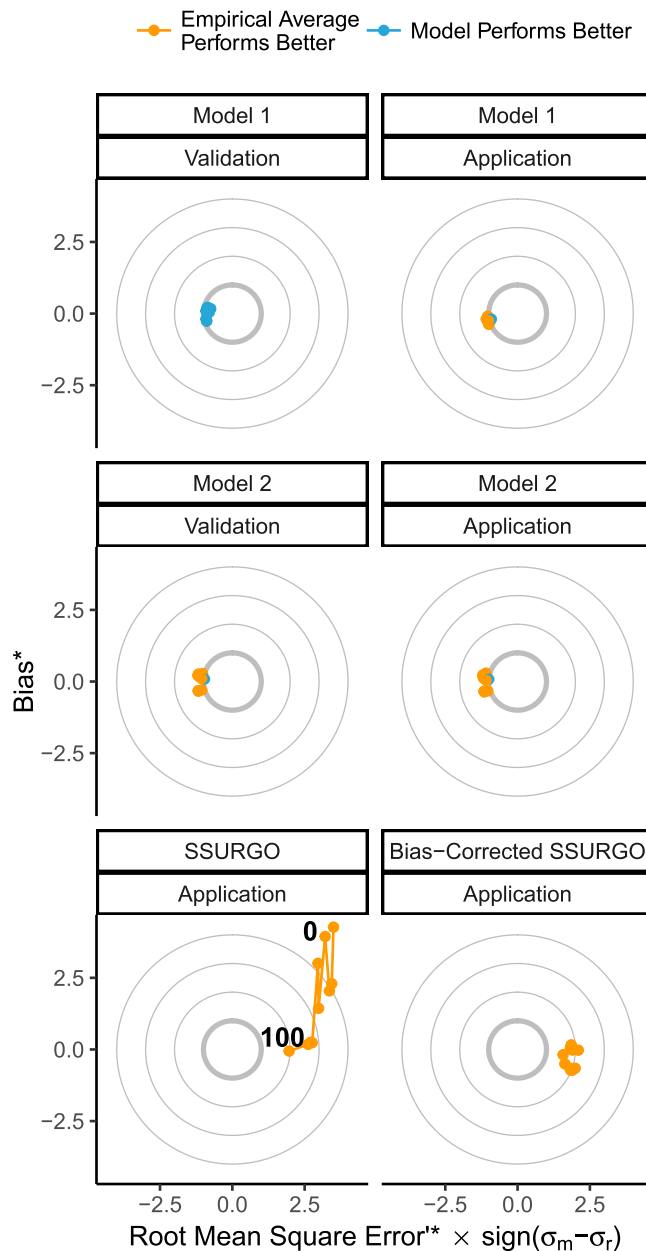 Empirical Average
Performs Better
Model Performs Better
Model 1
Model 1
Validation
Application
2.5
0.0
−2.5
Model 2
Model 2
Validation
Application
2.5
0.0
−2.5
Bias*
SSURGO
Bias−Corrected SSURGO
Application
Application
0
100
2.5
0.0
−2.5
−2.5 0.0 2.5
−2.5 0.0 2.5
Root Mean Square Error'* × sign(σm−σr)